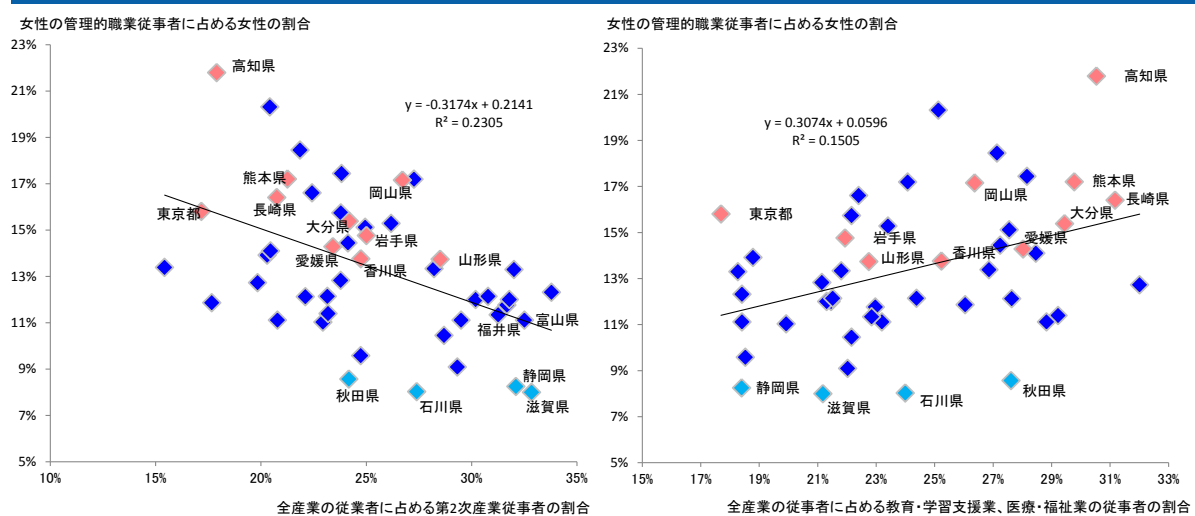 女性の管理的職業従事者に占める女性の割合
23%
21%
19%
17%
15%
13%
11%
9%
7%
5%
10%
15%
20%
25%
30%
35%
高知県
y = -0.3174x + 0.2141
R² = 0.2305
熊本県
岡山県
長崎県
東京都
大分県
岩手県
愛媛県
香川県
山形県
福井県
富山県
秋田県
石川県
静岡県
滋賀県
全産業の従業者に占める第2次産業従事者の割合
女性の管理的職業従事者に占める女性の割合
23%
21%
19%
17%
15%
13%
11%
9%
7%
5%
15%
17%
19%
21%
23%
25%
27%
29%
31%
33%
高知県
y = 0.3074x + 0.0596
R² = 0.1505
熊本県
岡山県
長崎県
東京都
大分県
岩手県
愛媛県
香川県
山形県
静岡県
滋賀県
石川県
秋田県
全産業の従事者に占める教育・学習支援業、医療・福祉業の従事者の割合